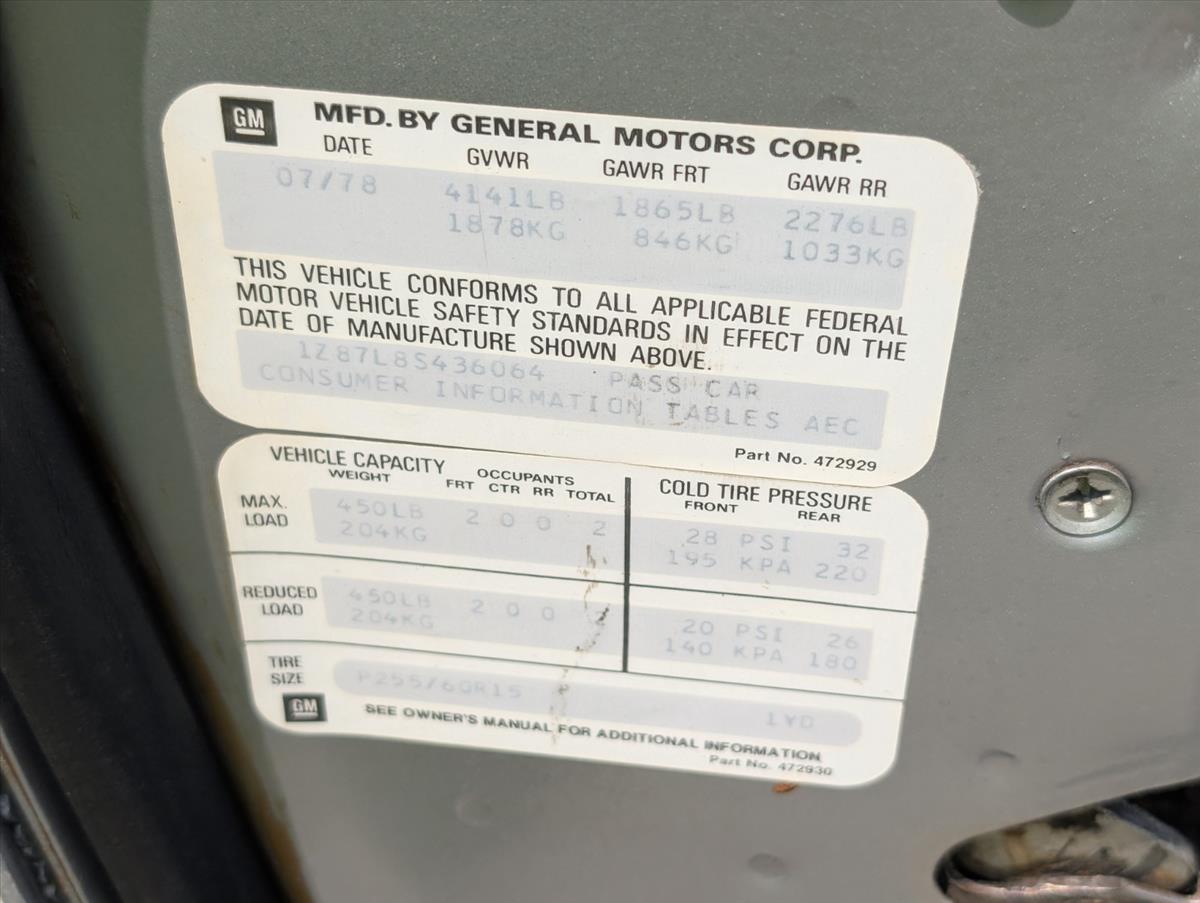 GM MFD. BY GENERAL MOTORS CORP.
DATE GVWR GAWR FRT GAWR RR
07/78 4141LB 1865LB 2276LB
1878KG 846KG 1033KG
THIS VEHICLE CONFORMS TO ALL APPLICABLE FEDERAL
MOTOR VEHICLE SAFETY STANDARDS IN EFFECT ON THE
DATE OF MANUFACTURE SHOWN ABOVE.
1Z87L8S436064 PASS CAR
CONSUMER INFORMATION TABLES AEC
Part No. 472929
VEHICLE CAPACITY COLD TIRE PRESSURE
WEIGHT OCCUPANTS FRONT REAR
FRT CTR RR TOTAL
MAX. LOAD 450LB 2 0 0 2 28 PSI 32
204KG 195 KPA 220
REDUCED LOAD 450LB 2 0 0 2 20 PSI 26
204KG 140 KPA 180
TIRE SIZE P255/60R15 1YD
GM SEE OWNER'S MANUAL FOR ADDITIONAL INFORMATION
Part No. 472930